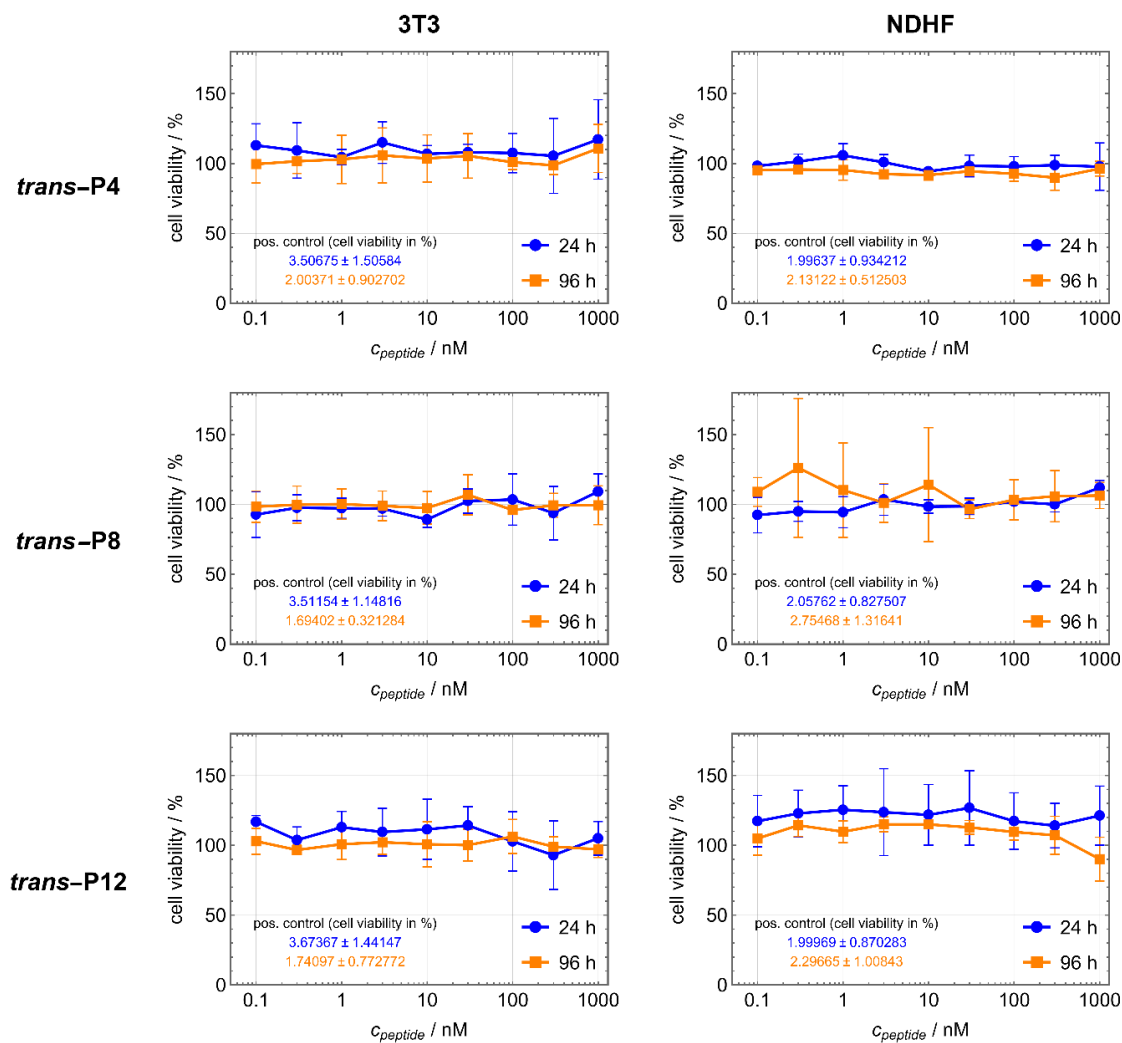 3T3
NDHF
trans–P4
cell viability / %
150
100
50
0
pos. control (cell viability in %)
3.50675 ± 1.50584
2.00371 ± 0.902702
24 h
96 h
0.1 1 10 100 1000
c_peptide / nM
cell viability / %
150
100
50
0
pos. control (cell viability in %)
1.99637 ± 0.934212
2.13122 ± 0.512503
24 h
96 h
0.1 1 10 100 1000
c_peptide / nM
trans–P8
cell viability / %
150
100
50
0
pos. control (cell viability in %)
3.51154 ± 1.14816
1.69402 ± 0.321284
24 h
96 h
0.1 1 10 100 1000
c_peptide / nM
cell viability / %
150
100
50
0
pos. control (cell viability in %)
2.05762 ± 0.827507
2.75468 ± 1.31641
24 h
96 h
0.1 1 10 100 1000
c_peptide / nM
trans–P12
cell viability / %
150
100
50
0
pos. control (cell viability in %)
3.67367 ± 1.44147
1.74097 ± 0.772772
24 h
96 h
0.1 1 10 100 1000
c_peptide / nM
cell viability / %
150
100
50
0
pos. control (cell viability in %)
1.99969 ± 0.870283
2.29665 ± 1.00843
24 h
96 h
0.1 1 10 100 1000
c_peptide / nM